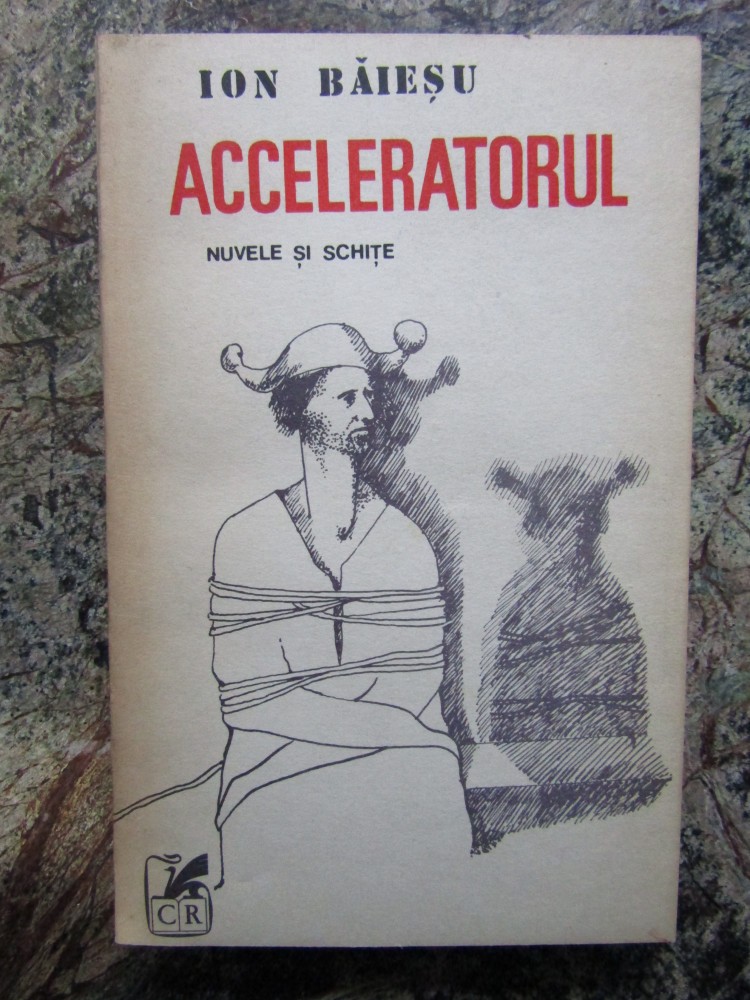 ION BĂIEȘU
ACCELERATORUL
NUVELE ȘI SCHIȚE
CR